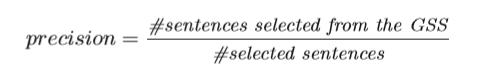 precision = #sentences selected from the GSS / #selected sentences